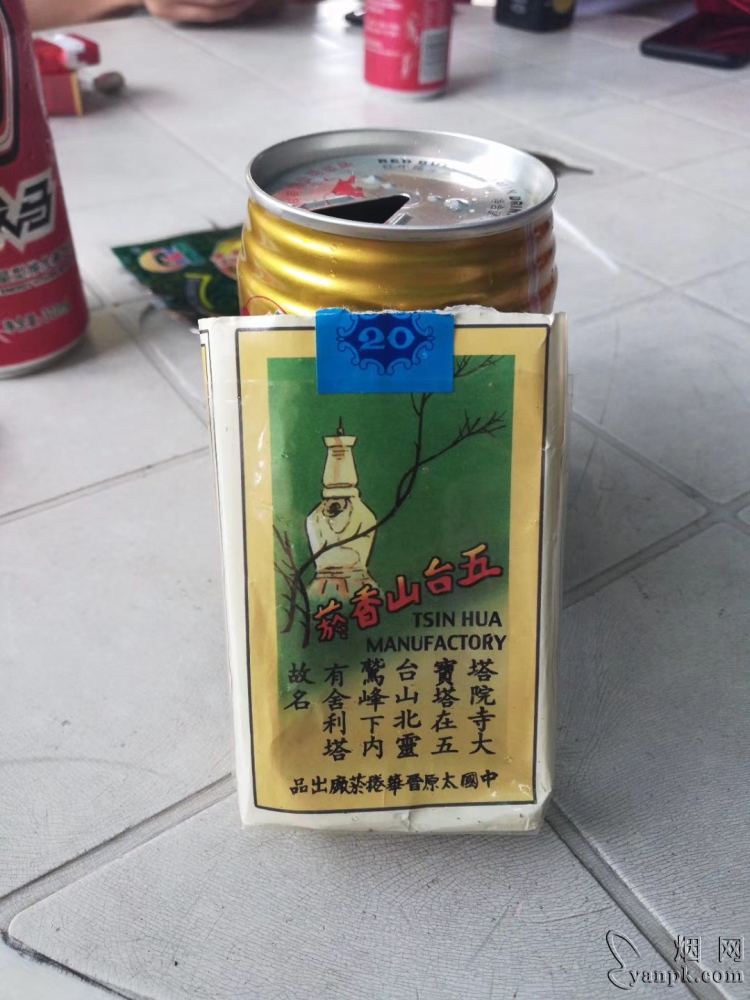 RED BULL
20
五台山香菸
TSIN HUA
MANUFACTORY
塔院寺大
寶塔在五
台山北靈
鷲峰下內
有舍利塔
故名
中國太原晉華捲菸廠出品
烟网
yanpk.com